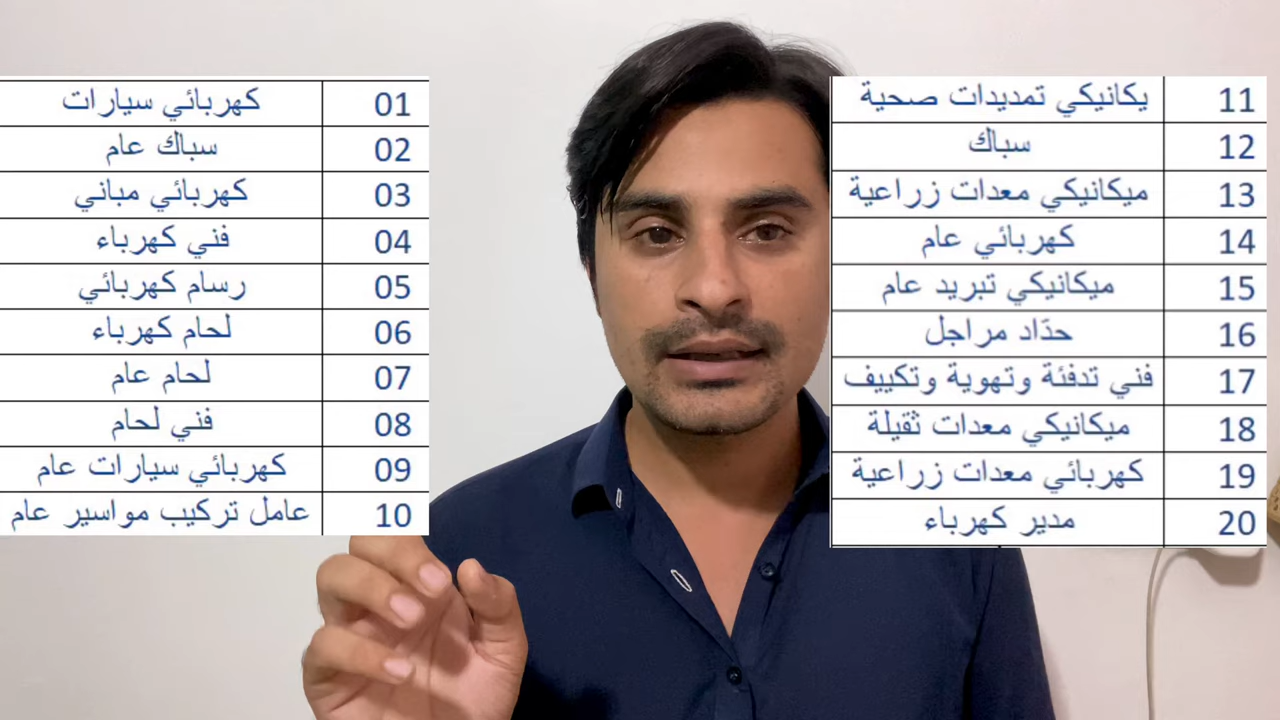 01 كهربائي سيارات
02 سباك عام
03 كهربائي مباني
04 فني كهرباء
05 رسام كهربائي
06 لحام كهرباء
07 لحام عام
08 فني لحام
09 كهربائي سيارات عام
10 عامل تركيب مواسير عام
11 يكانيكي تمديدات صحية
12 سباك
13 ميكانيكي معدات زراعية
14 كهربائي عام
15 ميكانيكي تبريد عام
16 حدّاد مراجل
17 فني تدفئة وتهوية وتكييف
18 ميكانيكي معدات ثقيلة
19 كهربائي معدات زراعية
20 مدير كهرباء